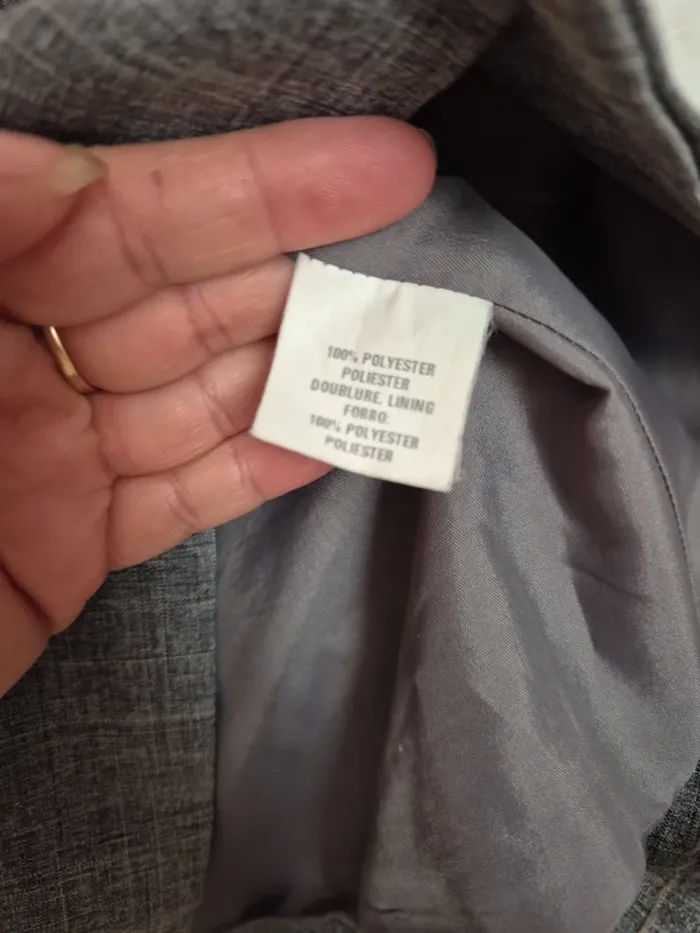 100% POLYESTER
POLIESTER
DOUBLURE, LINING
FORRO:
100% POLYESTER
POLIESTER